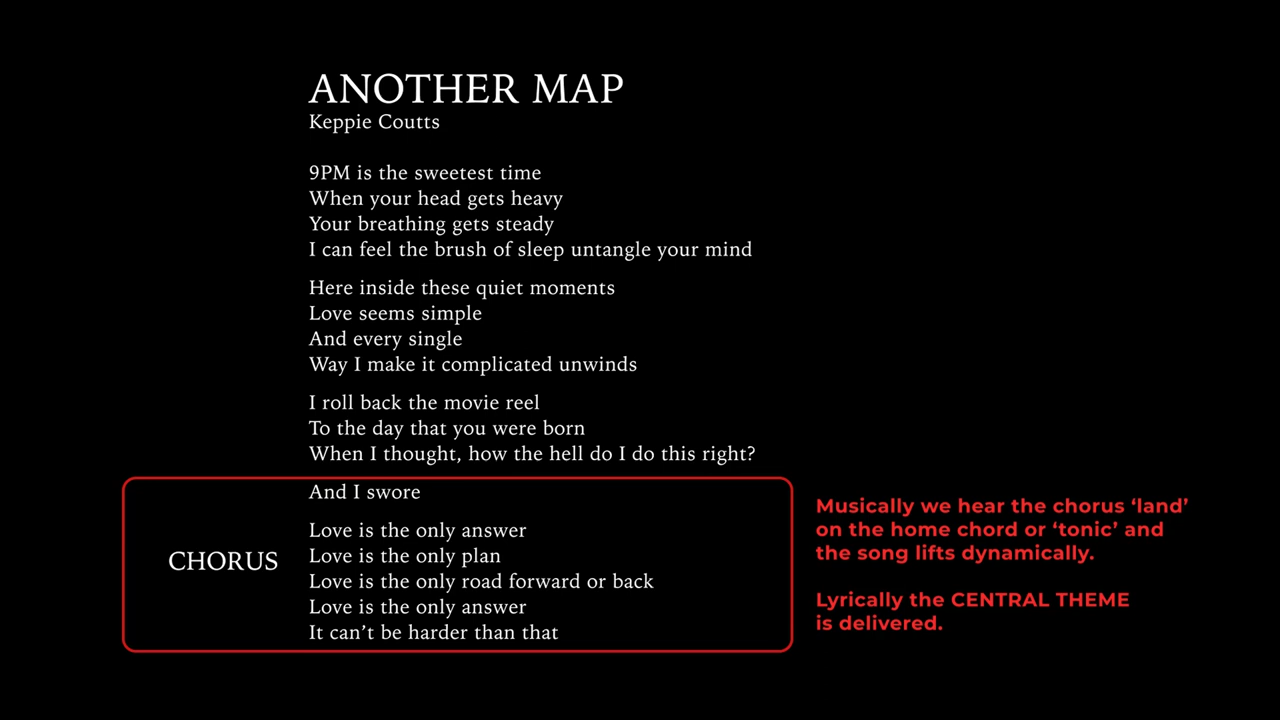 ANOTHER MAP
Keppie Coutts
9PM is the sweetest time
When your head gets heavy
Your breathing gets steady
I can feel the brush of sleep untangle your mind
Here inside these quiet moments
Love seems simple
And every single
Way I make it complicated unwinds
I roll back the movie reel
To the day that you were born
When I thought, how the hell do I do this right?
And I swore
Love is the only answer
Love is the only plan
Love is the only road forward or back
Love is the only answer
It can’t be harder than that
CHORUS
Musically we hear the chorus ‘land’
on the home chord or ‘tonic’ and
the song lifts dynamically.
Lyrically the CENTRAL THEME
is delivered.